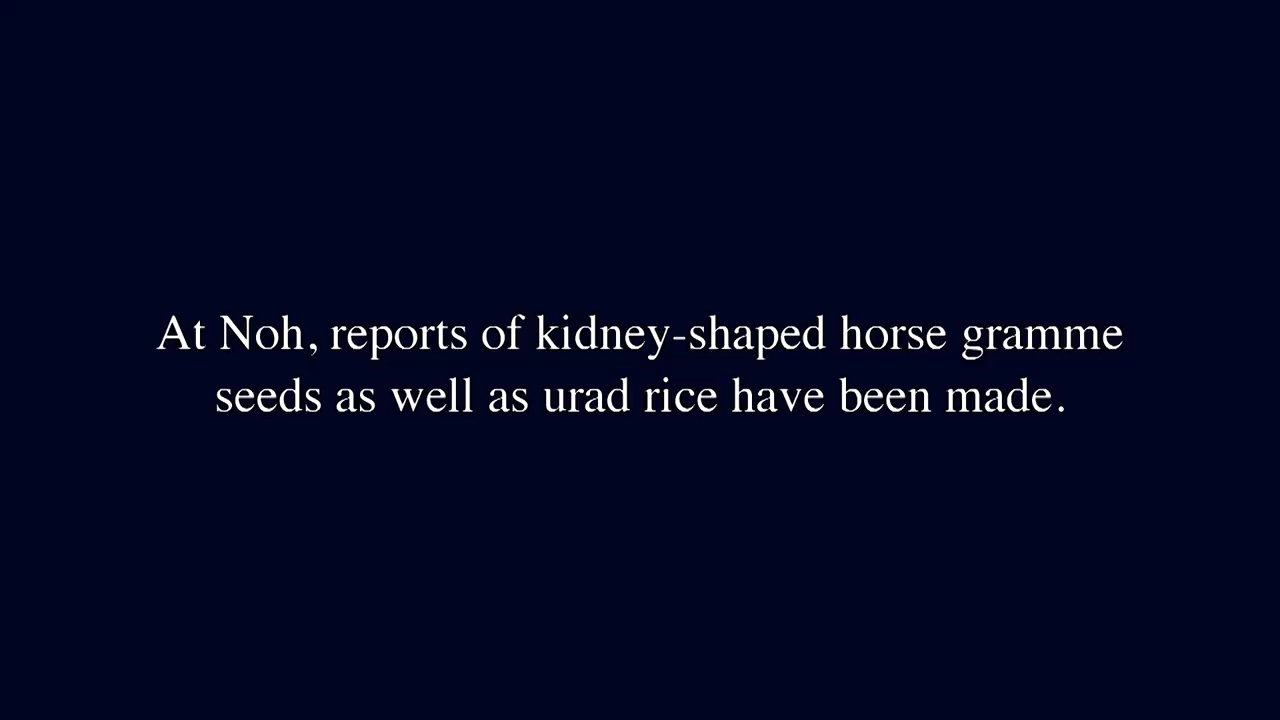 At Noh, reports of kidney-shaped horse gramme
seeds as well as urad rice have been made.